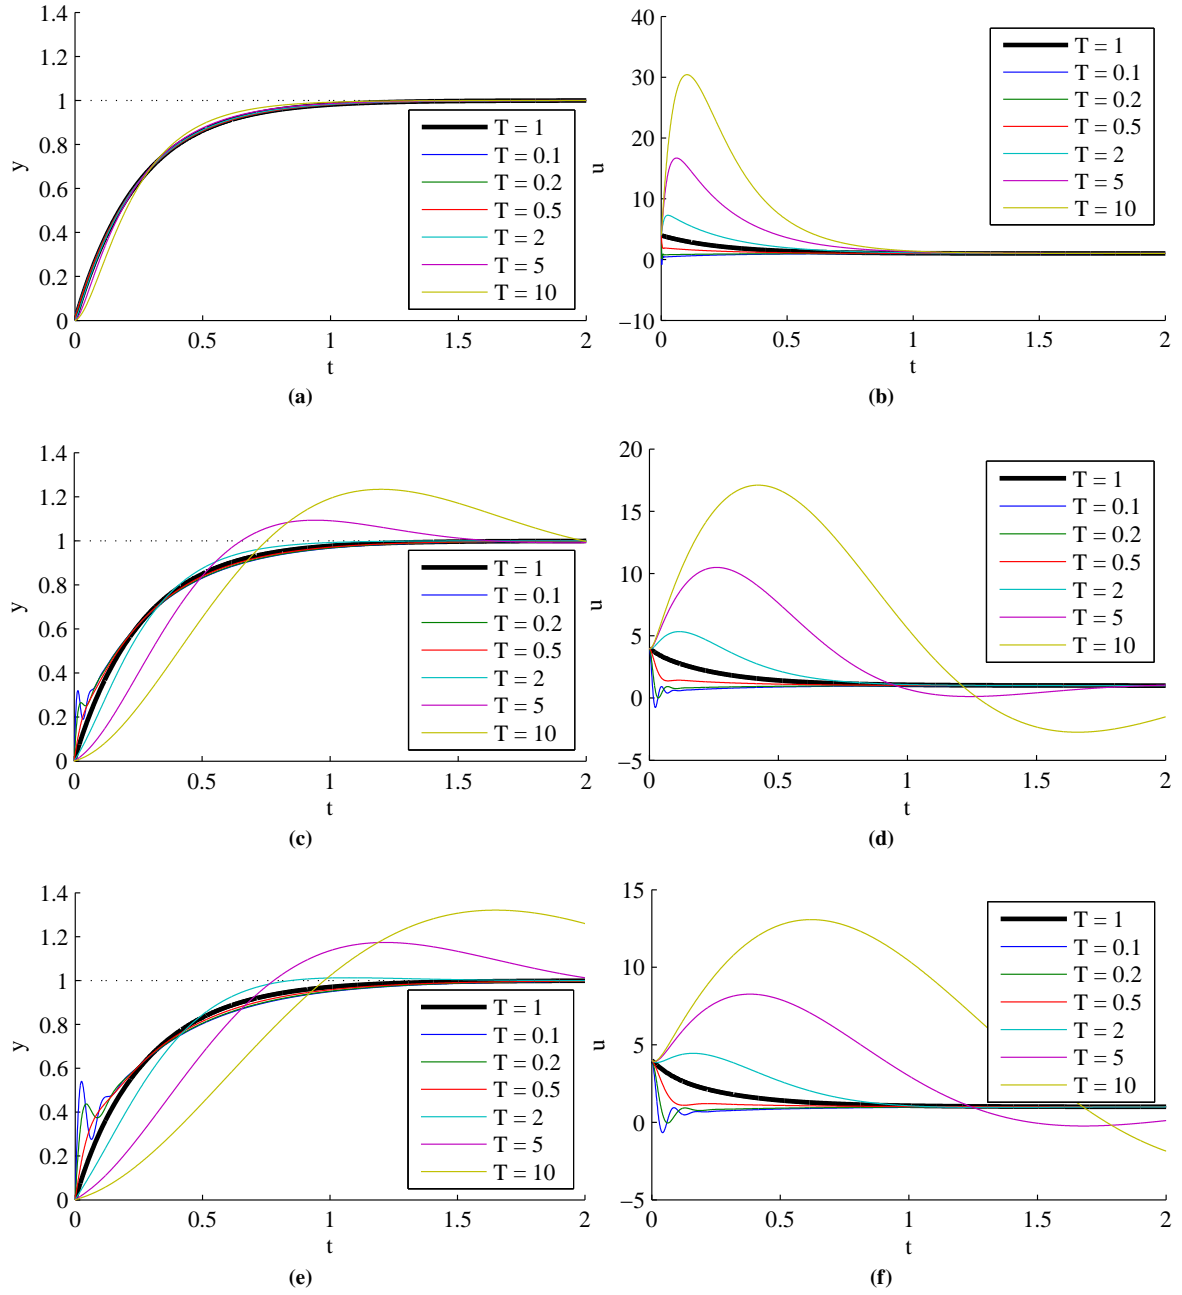 1.4
1.2
1
0.8
0.6
0.4
0.2
0
y
T = 1
T = 0.1
T = 0.2
T = 0.5
T = 2
T = 5
T = 10
0 0.5 1 1.5 2
t
(a)
40
30
20
10
0
−10
u
T = 1
T = 0.1
T = 0.2
T = 0.5
T = 2
T = 5
T = 10
0 0.5 1 1.5 2
t
(b)
1.4
1.2
1
0.8
0.6
0.4
0.2
0
y
T = 1
T = 0.1
T = 0.2
T = 0.5
T = 2
T = 5
T = 10
0 0.5 1 1.5 2
t
(c)
20
15
10
5
0
−5
u
T = 1
T = 0.1
T = 0.2
T = 0.5
T = 2
T = 5
T = 10
0 0.5 1 1.5 2
t
(d)
1.4
1.2
1
0.8
0.6
0.4
0.2
0
y
T = 1
T = 0.1
T = 0.2
T = 0.5
T = 2
T = 5
T = 10
0 0.5 1 1.5 2
t
(e)
15
10
5
0
−5
u
T = 1
T = 0.1
T = 0.2
T = 0.5
T = 2
T = 5
T = 10
0 0.5 1 1.5 2
t
(f)